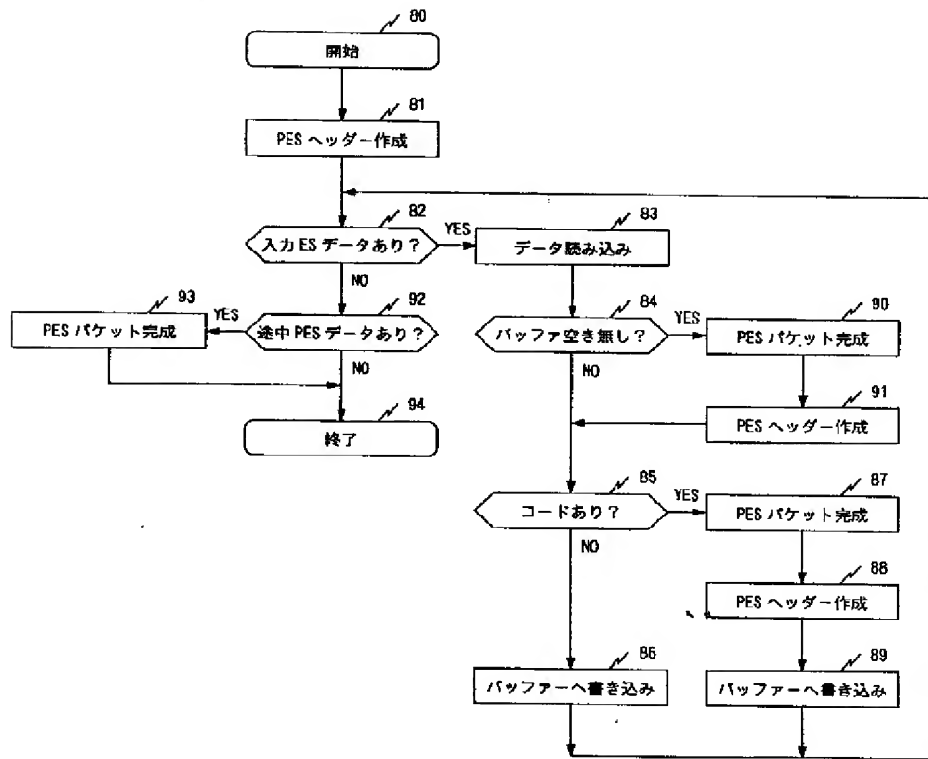 80
開始
81
PES ヘッダー作成
82
入力 ES データあり?
YES
83
データ読み込み
NO
93
PES パケット完成
YES
92
途中 PES データあり?
84
バッファ空き無し?
YES
90
PES パケット完成
NO
NO
91
PES ヘッダー作成
94
終了
85
コードあり?
YES
87
PES パケット完成
NO
88
PES ヘッダー作成
86
バッファーへ書き込み
89
バッファーへ書き込み